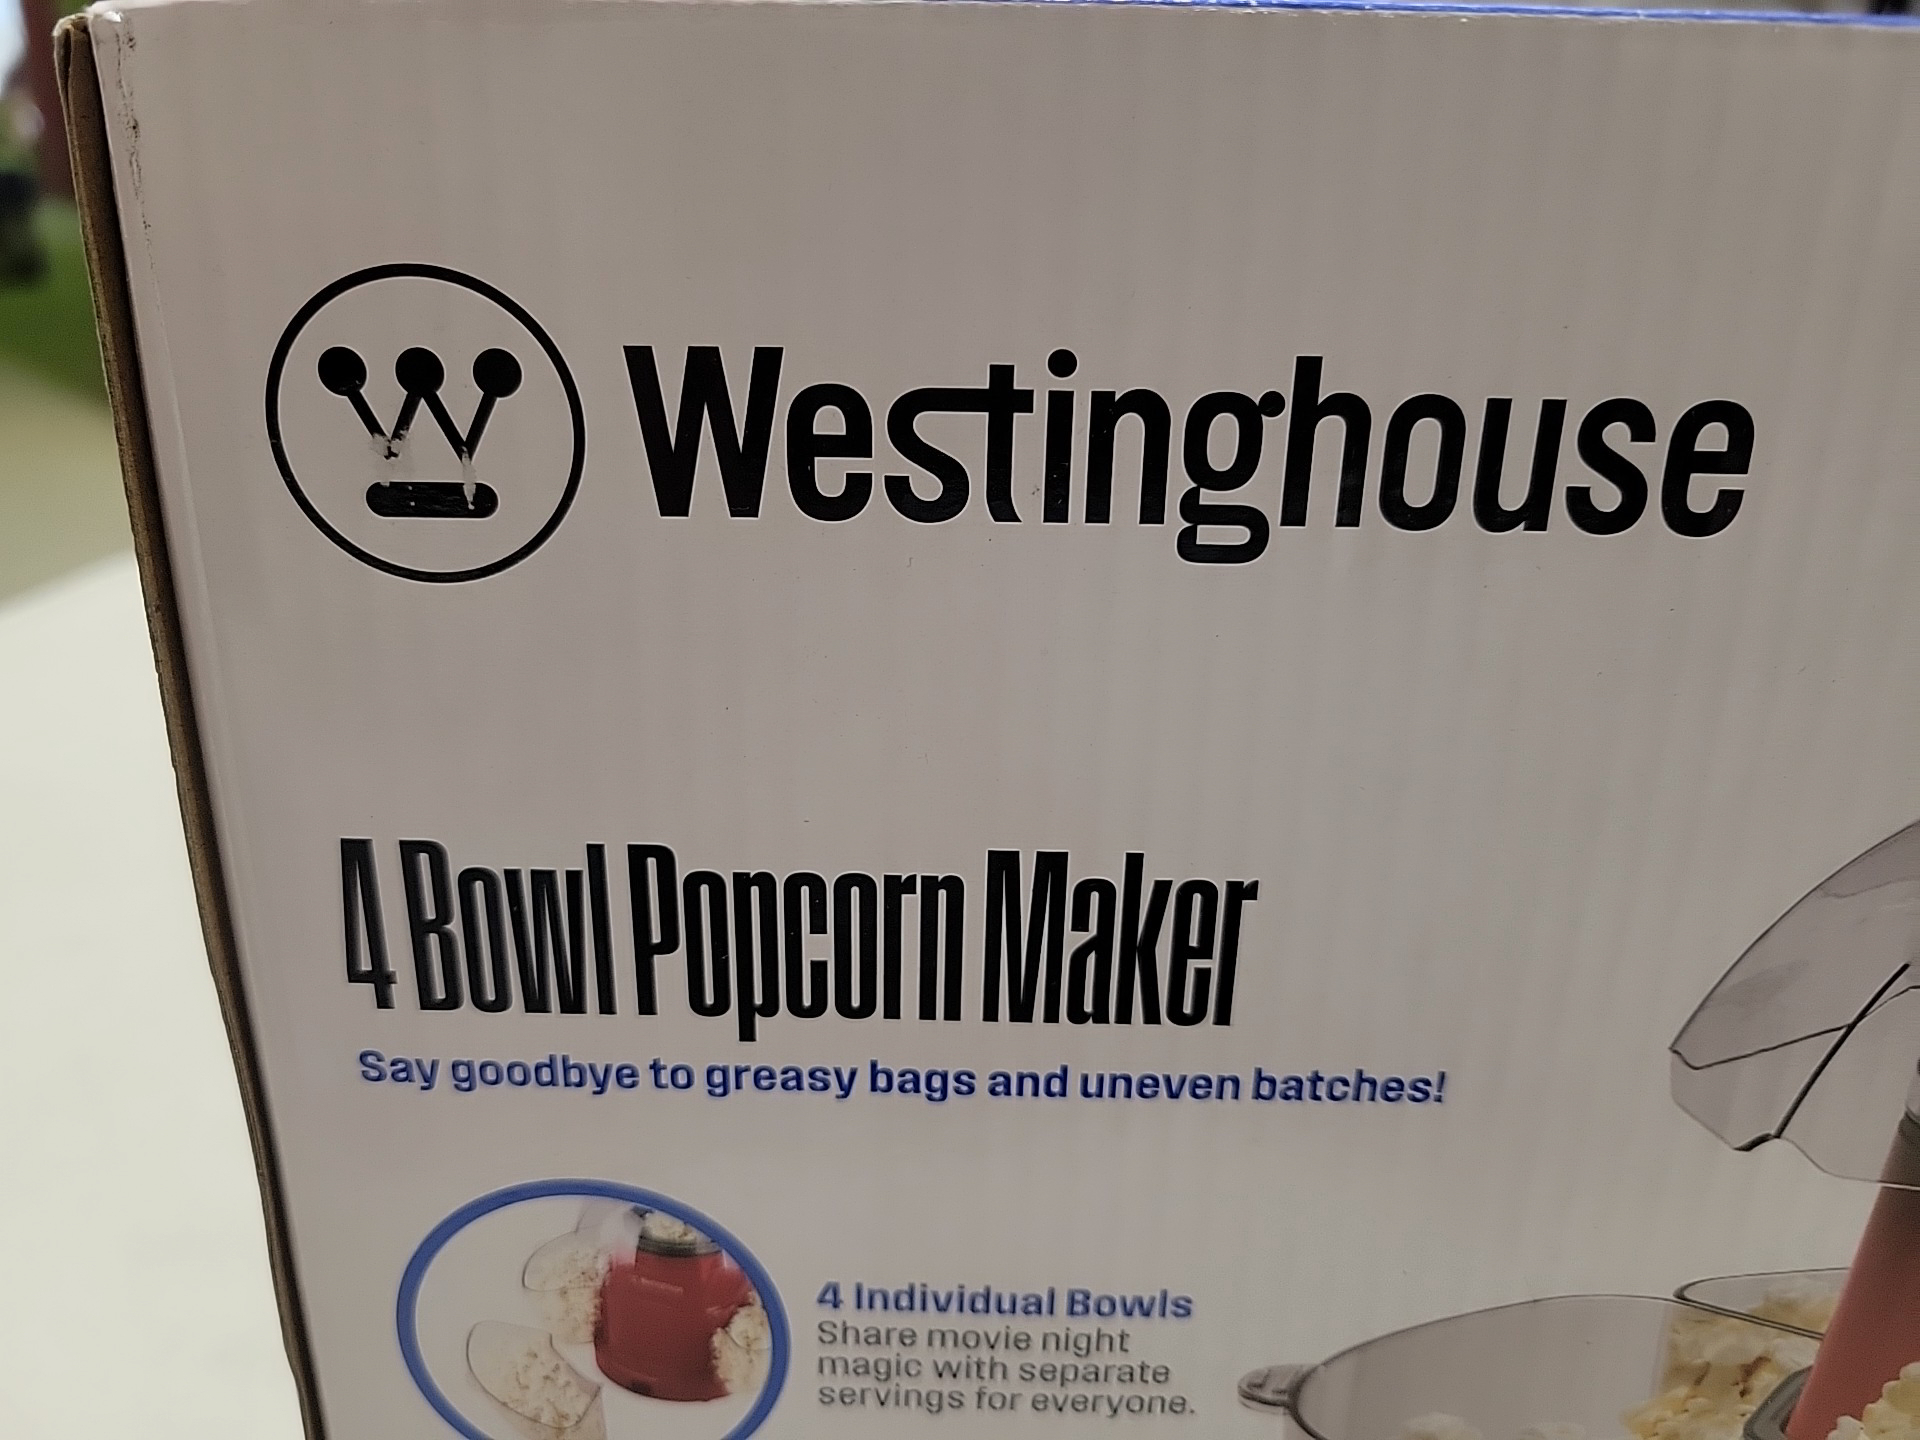 Westinghouse
4 Bowl Popcorn Maker
Say goodbye to greasy bags and uneven batches!
4 Individual Bowls
Share movie night
magic with separate
servings for everyone.